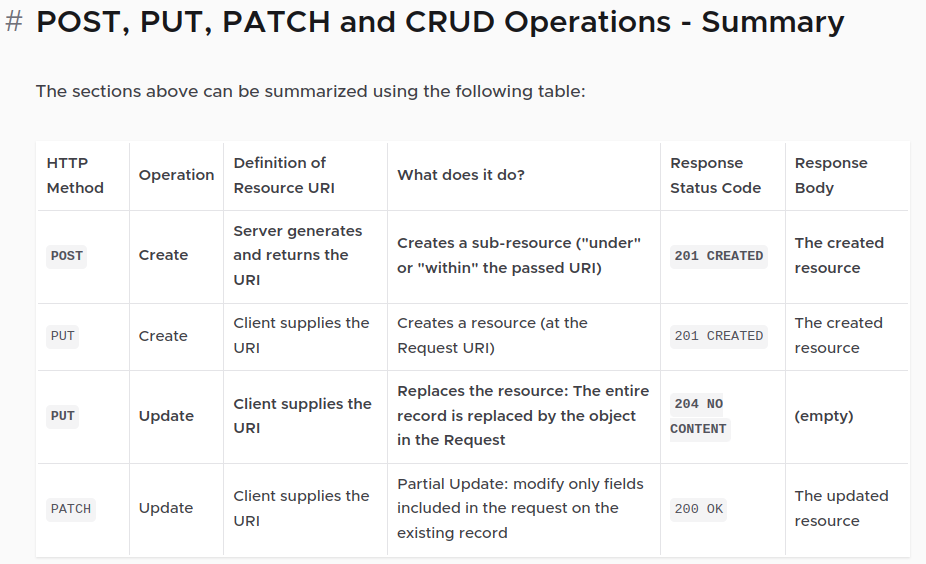 # POST, PUT, PATCH and CRUD Operations - Summary
The sections above can be summarized using the following table:
HTTP
Method
Operation
Definition of
Resource URI
What does it do?
Response
Status Code
Response
Body
POST
Create
Server generates
and returns the
URI
Creates a sub-resource ("under"
or "within" the passed URI)
201 CREATED
The created
resource
PUT
Create
Client supplies the
URI
Creates a resource (at the
Request URI)
201 CREATED
The created
resource
PUT
Update
Client supplies the
URI
Replaces the resource: The entire
record is replaced by the object
in the Request
204 NO
CONTENT
(empty)
PATCH
Update
Client supplies the
URI
Partial Update: modify only fields
included in the request on the
existing record
200 OK
The updated
resource